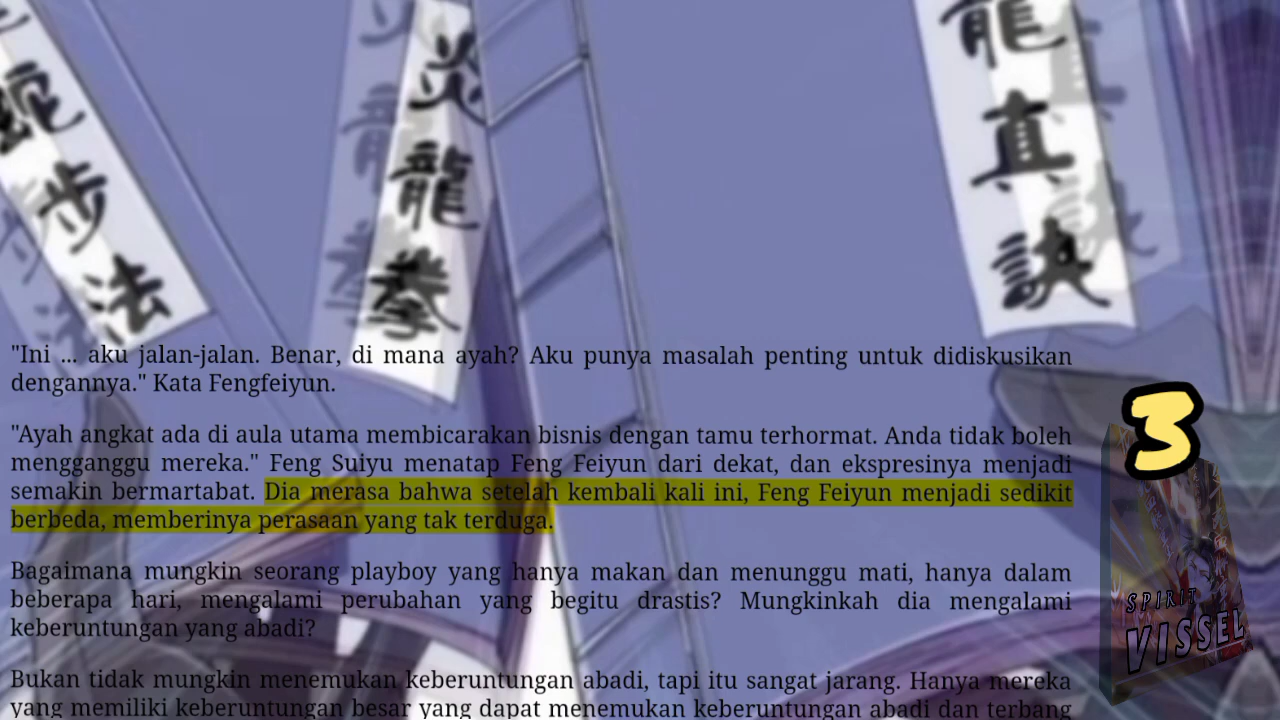 蛇步法
炎龍拳
龍真訣
"Ini ... aku jalan-jalan. Benar, di mana ayah? Aku punya masalah penting untuk didiskusikan
dengannya." Kata Fengfeiyun.
"Ayah angkat ada di aula utama membicarakan bisnis dengan tamu terhormat. Anda tidak boleh
mengganggu mereka." Feng Suiyu menatap Feng Feiyun dari dekat, dan ekspresinya menjadi
semakin bermartabat. Dia merasa bahwa setelah kembali kali ini, Feng Feiyun menjadi sedikit
berbeda, memberinya perasaan yang tak terduga.
Bagaimana mungkin seorang playboy yang hanya makan dan menunggu mati, hanya dalam
beberapa hari, mengalami perubahan yang begitu drastis? Mungkinkah dia mengalami
keberuntungan yang abadi?
Bukan tidak mungkin menemukan keberuntungan abadi, tapi itu sangat jarang. Hanya mereka
yang memiliki keberuntungan besar yang dapat menemukan keberuntungan abadi dan terbang
3
SPIRIT
VISSEL